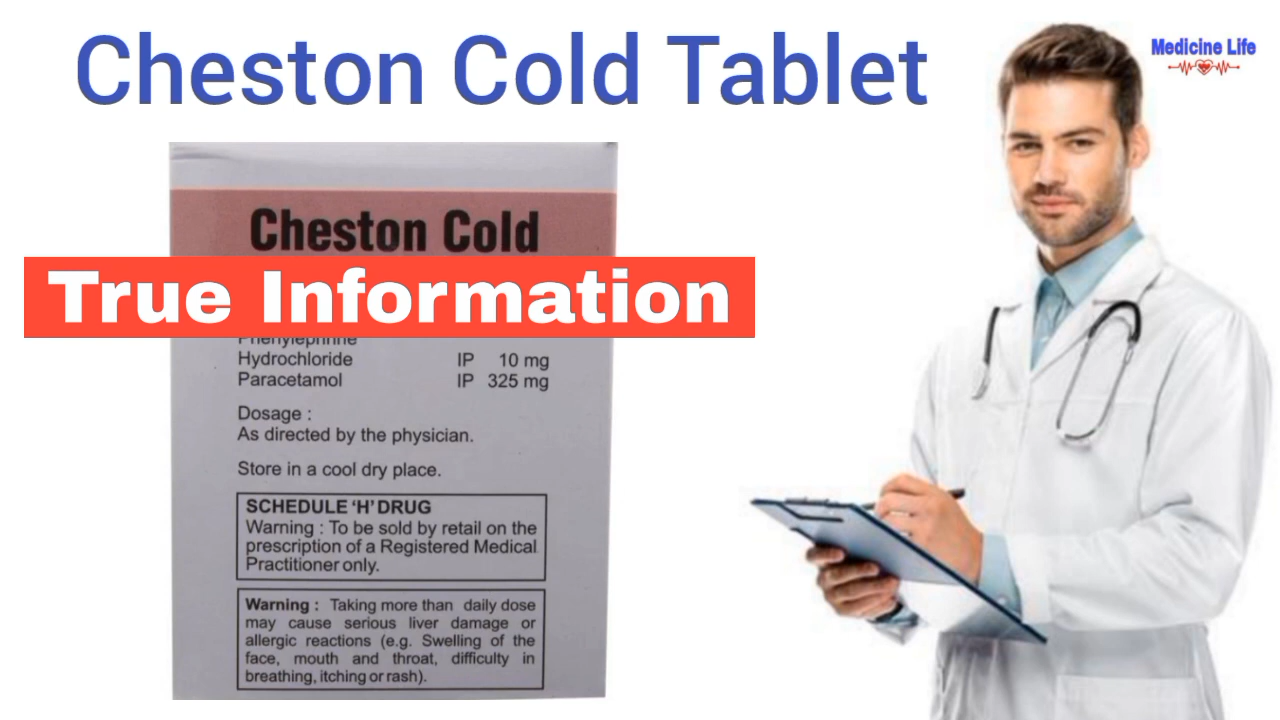 Cheston Cold Tablet
Medicine Life
Cheston Cold
True Information
Phenylephrine
Hydrochloride IP 10 mg
Paracetamol IP 325 mg
Dosage :
As directed by the physician.
Store in a cool dry place.
SCHEDULE ‘H’ DRUG
Warning : To be sold by retail on the
prescription of a Registered Medical
Practitioner only.
Warning : Taking more than daily dose
may cause serious liver damage or
allergic reactions (e.g. Swelling of the
face, mouth and throat, difficulty in
breathing, itching or rash).